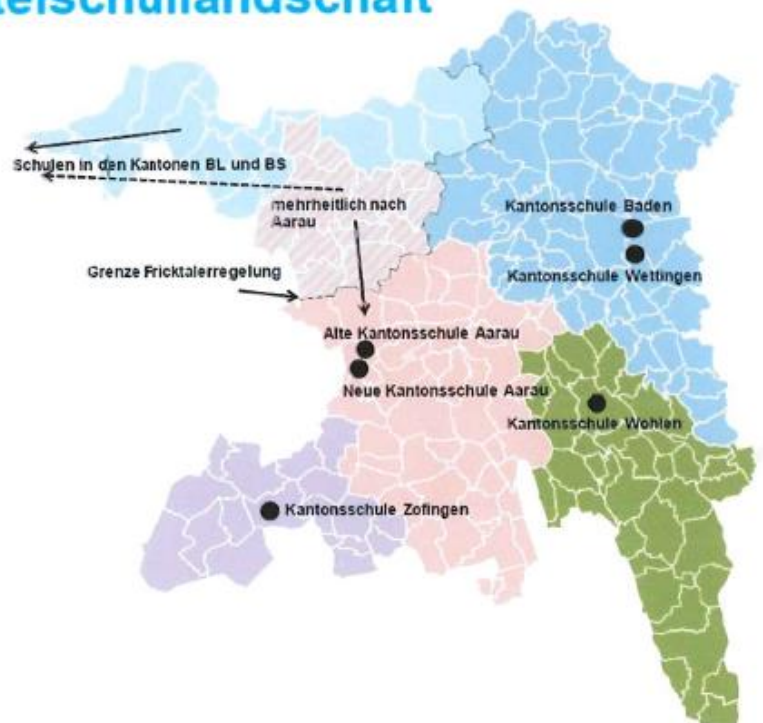 telschullandschaft
Schulen in den Kantonen BL und BS
mehrheitlich nach
Aarau
Kantonsschule Baden
Kantonsschule Wettingen
Grenze Fricktalerregelung
Alte Kantonsschule Aarau
Neue Kantonsschule Aarau
Kantonsschule Wohlen
Kantonsschule Zofingen